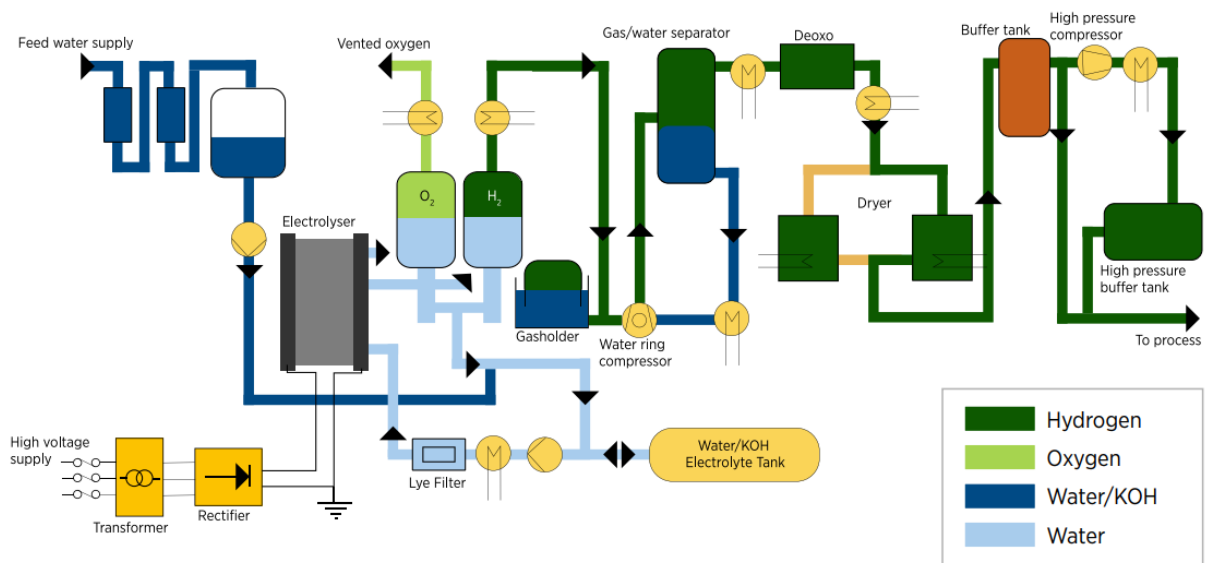 Feed water supply
Vented oxygen
Gas/water separator
Deoxo
Buffer tank
High pressure
compressor
O₂
H₂
Electrolyser
Dryer
High pressure
buffer tank
Gasholder
Water ring
compressor
To process
High voltage
supply
Transformer
Rectifier
Lye Filter
Water/KOH
Electrolyte Tank
Hydrogen
Oxygen
Water/KOH
Water